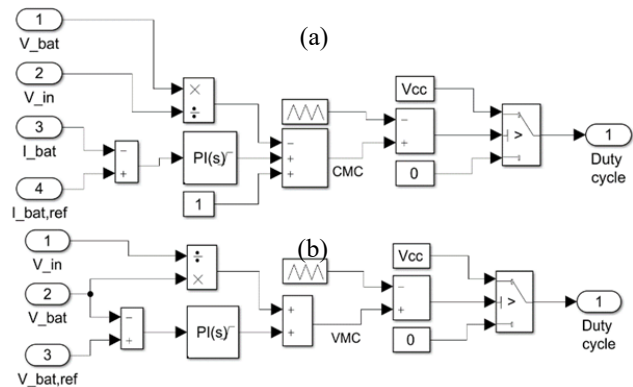 (a)
1
V_bat
2
V_in
3
I_bat
4
I_bat,ref
×
÷
-
+
PI(s)
1
-
+
+
CMC
-
+
Vcc
0
>
1
Duty
cycle
(b)
1
V_in
2
V_bat
3
V_bat,ref
÷
×
-
+
PI(s)
+
+
VMC
-
+
Vcc
0
>
1
Duty
cycle